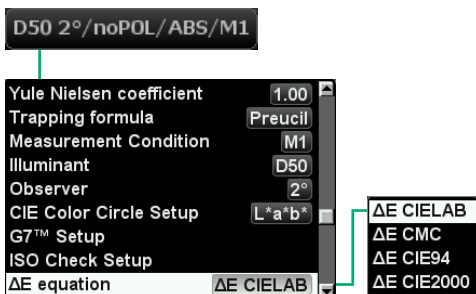 D50 2°/noPOL/ABS/M1
Yule Nielsen coefficient 1.00
Trapping formula Preucil
Measurement Condition M1
Illuminant D50
Observer 2°
CIE Color Circle Setup L*a*b*
G7™ Setup
ISO Check Setup
ΔE equation ΔE CIELAB
ΔE CIELAB
ΔE CMC
ΔE CIE94
ΔE CIE2000